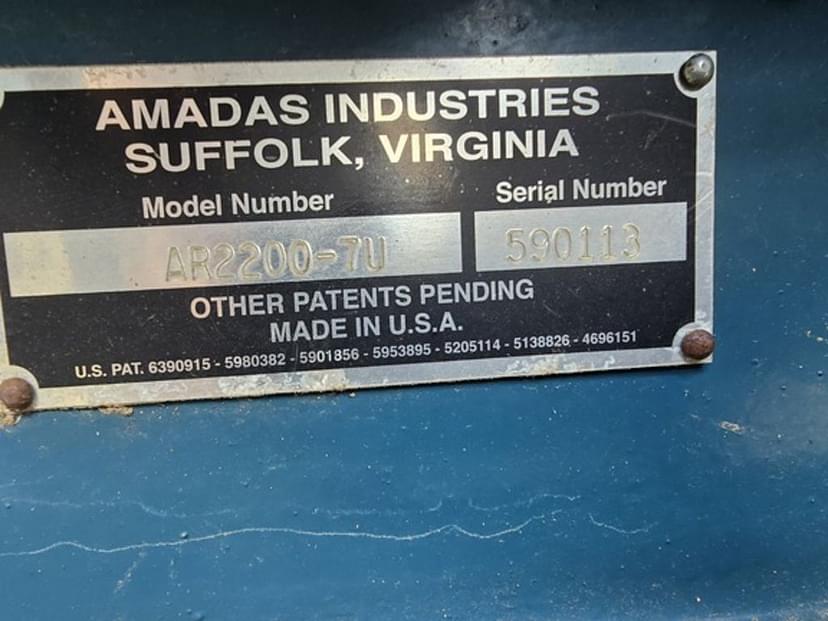 AMADAS INDUSTRIES
SUFFOLK, VIRGINIA
Model Number Serial Number
AR2200-7U 590113
OTHER PATENTS PENDING
MADE IN U.S.A.
U.S. PAT. 6390915 - 5980382 - 5901856 - 5953895 - 5205114 - 5138826 - 4696151